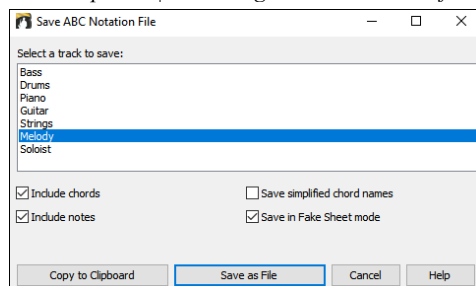 Save ABC Notation File
Select a track to save:
Bass
Drums
Piano
Guitar
Strings
Melody
Soloist
Include chords
Save simplified chord names
Include notes
Save in Fake Sheet mode
Copy to Clipboard
Save as File
Cancel
Help